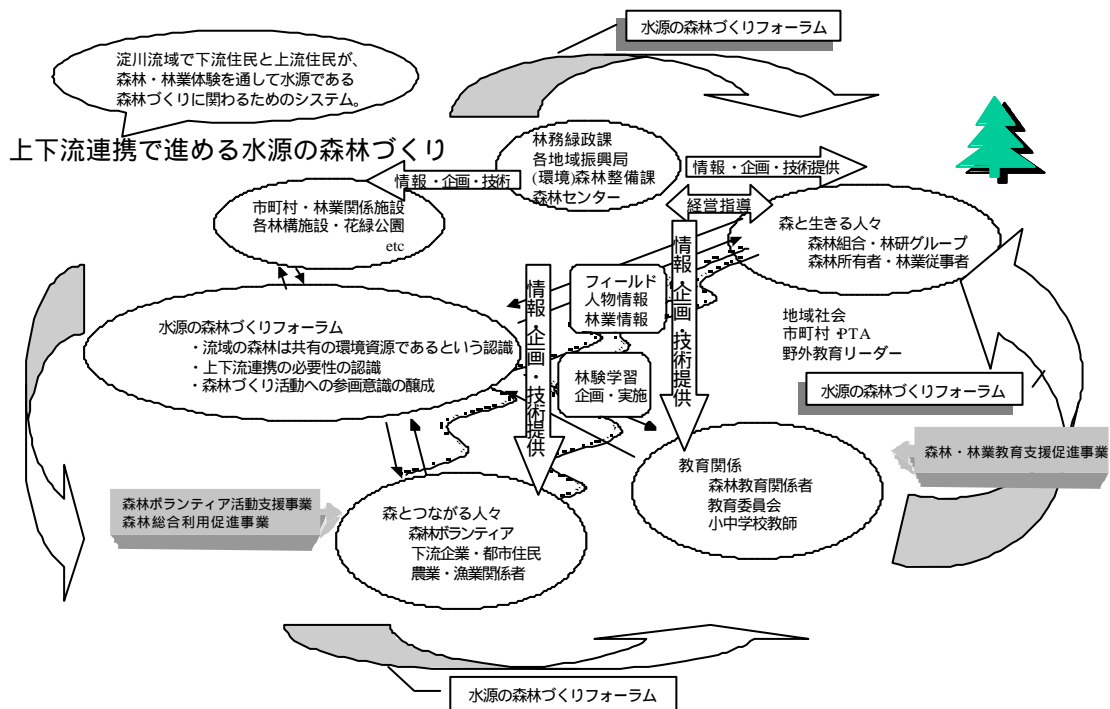 水源の森林づくりフォーラム
淀川流域で下流住民と上流住民が、
森林・林業体験を通して水源である
森林づくりに関わるためのシステム。
上下流連携で進める水源の森林づくり
林務緑政課
各地域振興局
(環境)森林整備課
森林センター
情報・企画・技術
情報・企画・技術提供
経営指導
市町村・林業関係施設
各林構施設・花緑公園
etc
森と生きる人々
森林組合・林研グループ
森林所有者・林業従事者
情報・企画・技術提供
情報・企画・技術提供
フィールド
人物情報
林業情報
水源の森林づくりフォーラム
・流域の森林は共有の環境資源であるという認識
・上下流連携の必要性の認識
・森林づくり活動への参画意識の醸成
地域社会
市町村・PTA
野外教育リーダー
林験学習
企画・実施
水源の森林づくりフォーラム
教育関係
森林教育関係者
教育委員会
小中学校教師
森林・林業教育支援促進事業
森林ボランティア活動支援事業
森林総合利用促進事業
森とつながる人々
森林ボランティア
下流企業・都市住民
農業・漁業関係者
水源の森林づくりフォーラム